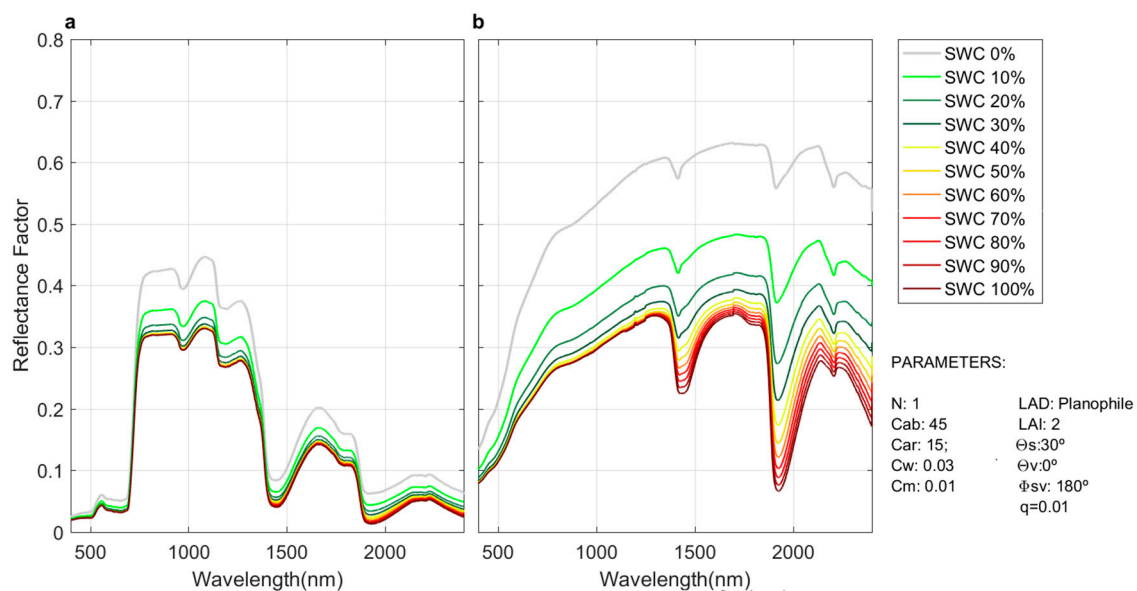 a
b
0.8
0.7
0.6
0.5
0.4
0.3
0.2
0.1
0
Reflectance Factor
500 1000 1500 2000
Wavelength(nm)
500 1000 1500 2000
Wavelength(nm)
SWC 0%
SWC 10%
SWC 20%
SWC 30%
SWC 40%
SWC 50%
SWC 60%
SWC 70%
SWC 80%
SWC 90%
SWC 100%
PARAMETERS:
N: 1 LAD: Planophile
Cab: 45 LAI: 2
Car: 15; Θs:30º
Cw: 0.03 Θv:0º
Cm: 0.01 Φsv: 180º
q=0.01